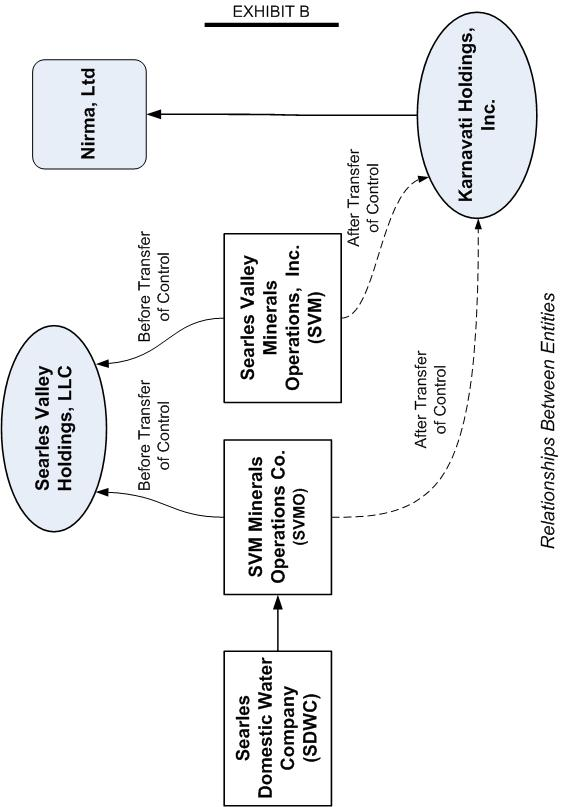 EXHIBIT B
Nirma, Ltd
Karnavati Holdings,
Inc.
After Transfer
of Control
Before Transfer
of Control
Searles Valley
Minerals
Operations, Inc.
(SVM)
Searles Valley
Holdings, LLC
Before Transfer
of Control
After Transfer
of Control
SVM Minerals
Operations Co.
(SVMO)
Searles
Domestic Water
Company
(SDWC)
Relationships Between Entities